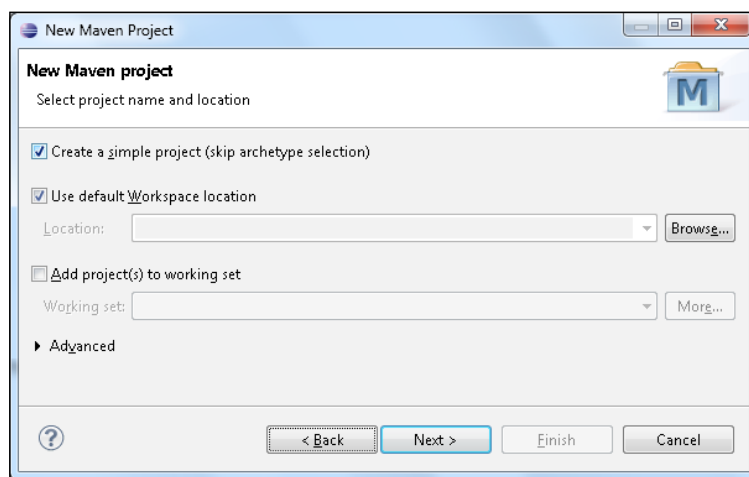 New Maven Project
New Maven project
Select project name and location
M
Create a simple project (skip archetype selection)
Use default Workspace location
Location:
Browse...
Add project(s) to working set
Working set:
More...
Advanced
?
< Back
Next >
Finish
Cancel